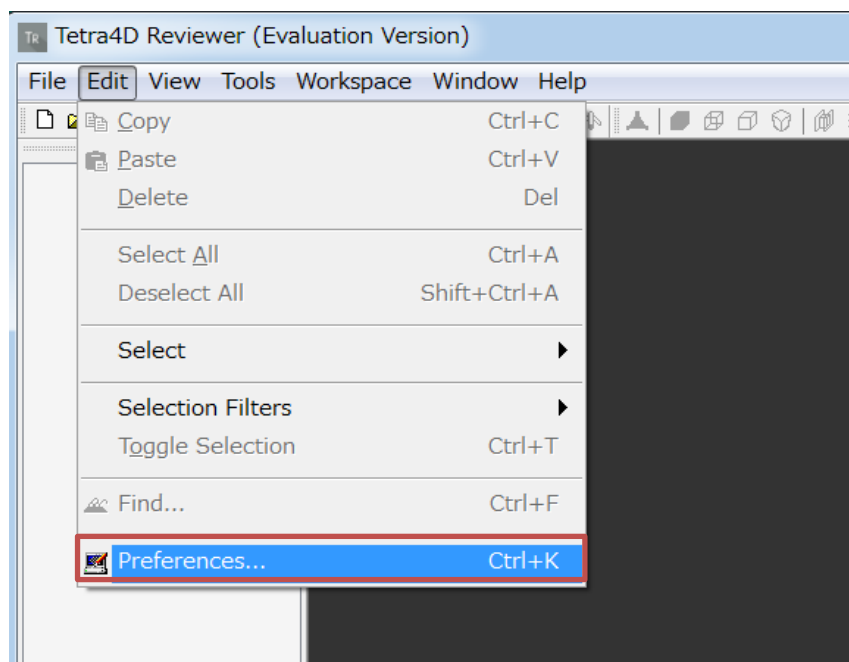 TR Tetra4D Reviewer (Evaluation Version)
File Edit View Tools Workspace Window Help
Copy Ctrl+C
Paste Ctrl+V
Delete Del
Select All Ctrl+A
Deselect All Shift+Ctrl+A
Select
Selection Filters
Toggle Selection Ctrl+T
Find... Ctrl+F
Preferences... Ctrl+K